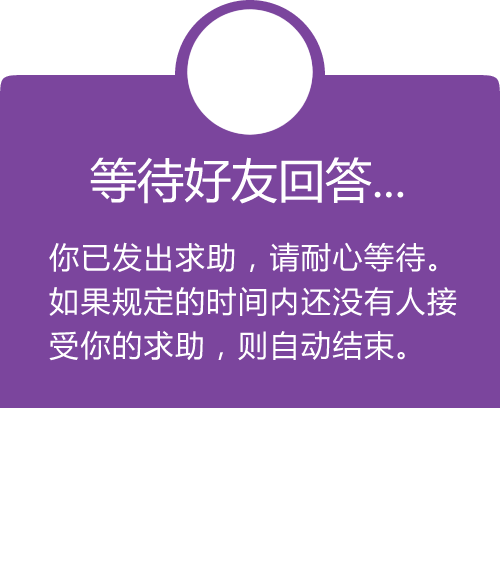 等待好友回答...
你已发出求助，请耐心等待。
如果规定的时间内还没有人接
受你的求助，则自动结束。